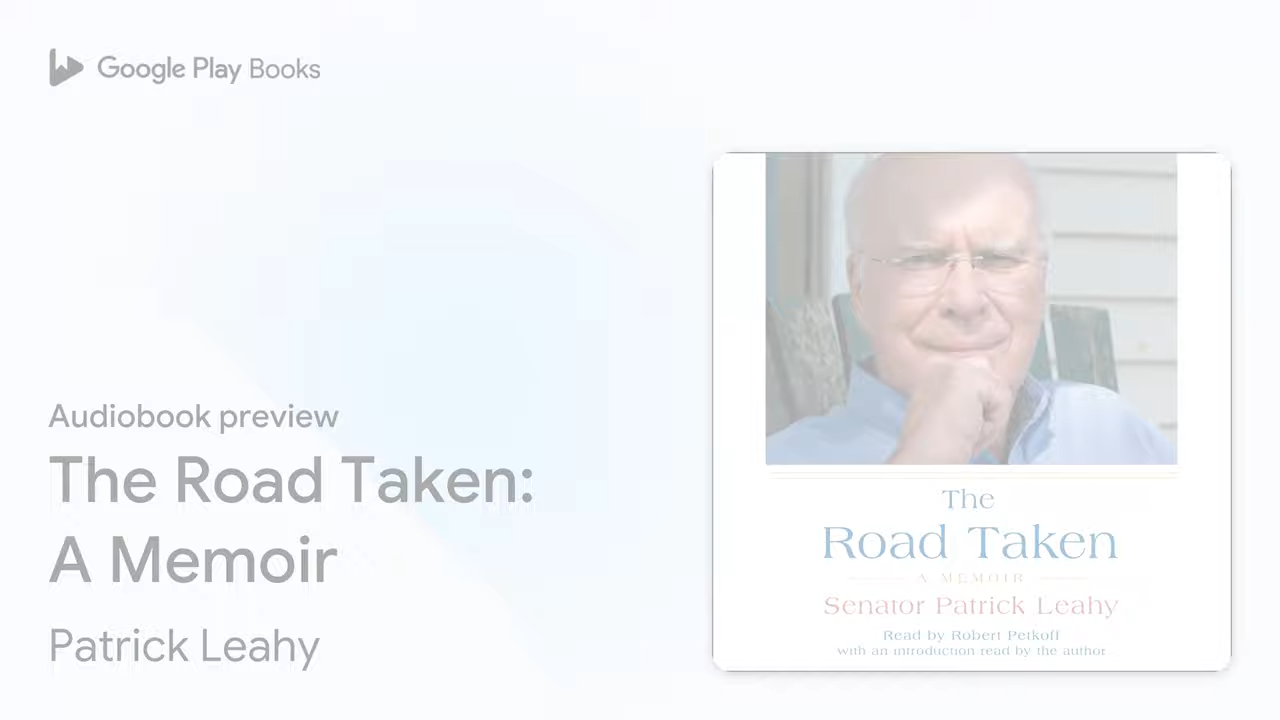 Google Play Books
Audiobook preview
The Road Taken:
A Memoir
Patrick Leahy
The
Road Taken
A MEMOIR
Senator Patrick Leahy
Read by Robert Petkoff
with an introduction read by the author